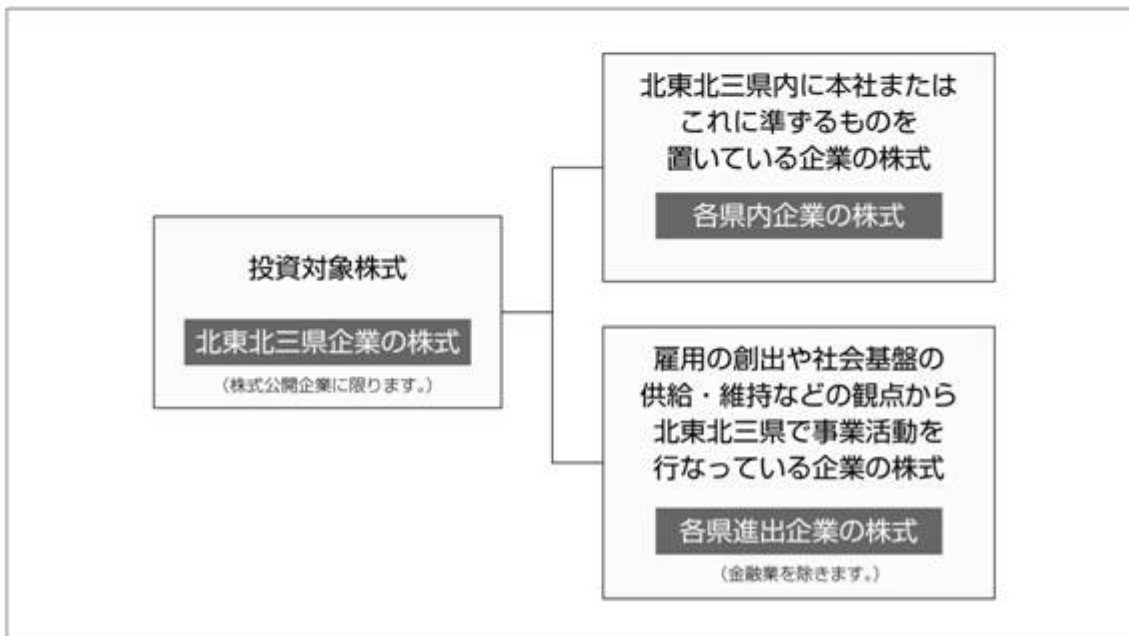 投資対象株式
北東北三県企業の株式
（株式公開企業に限ります。）
北東北三県内に本社または
これに準ずるものを
置いている企業の株式
各県内企業の株式
雇用の創出や社会基盤の
供給・維持などの観点から
北東北三県で事業活動を
行なっている企業の株式
各県進出企業の株式
（金融業を除きます。）